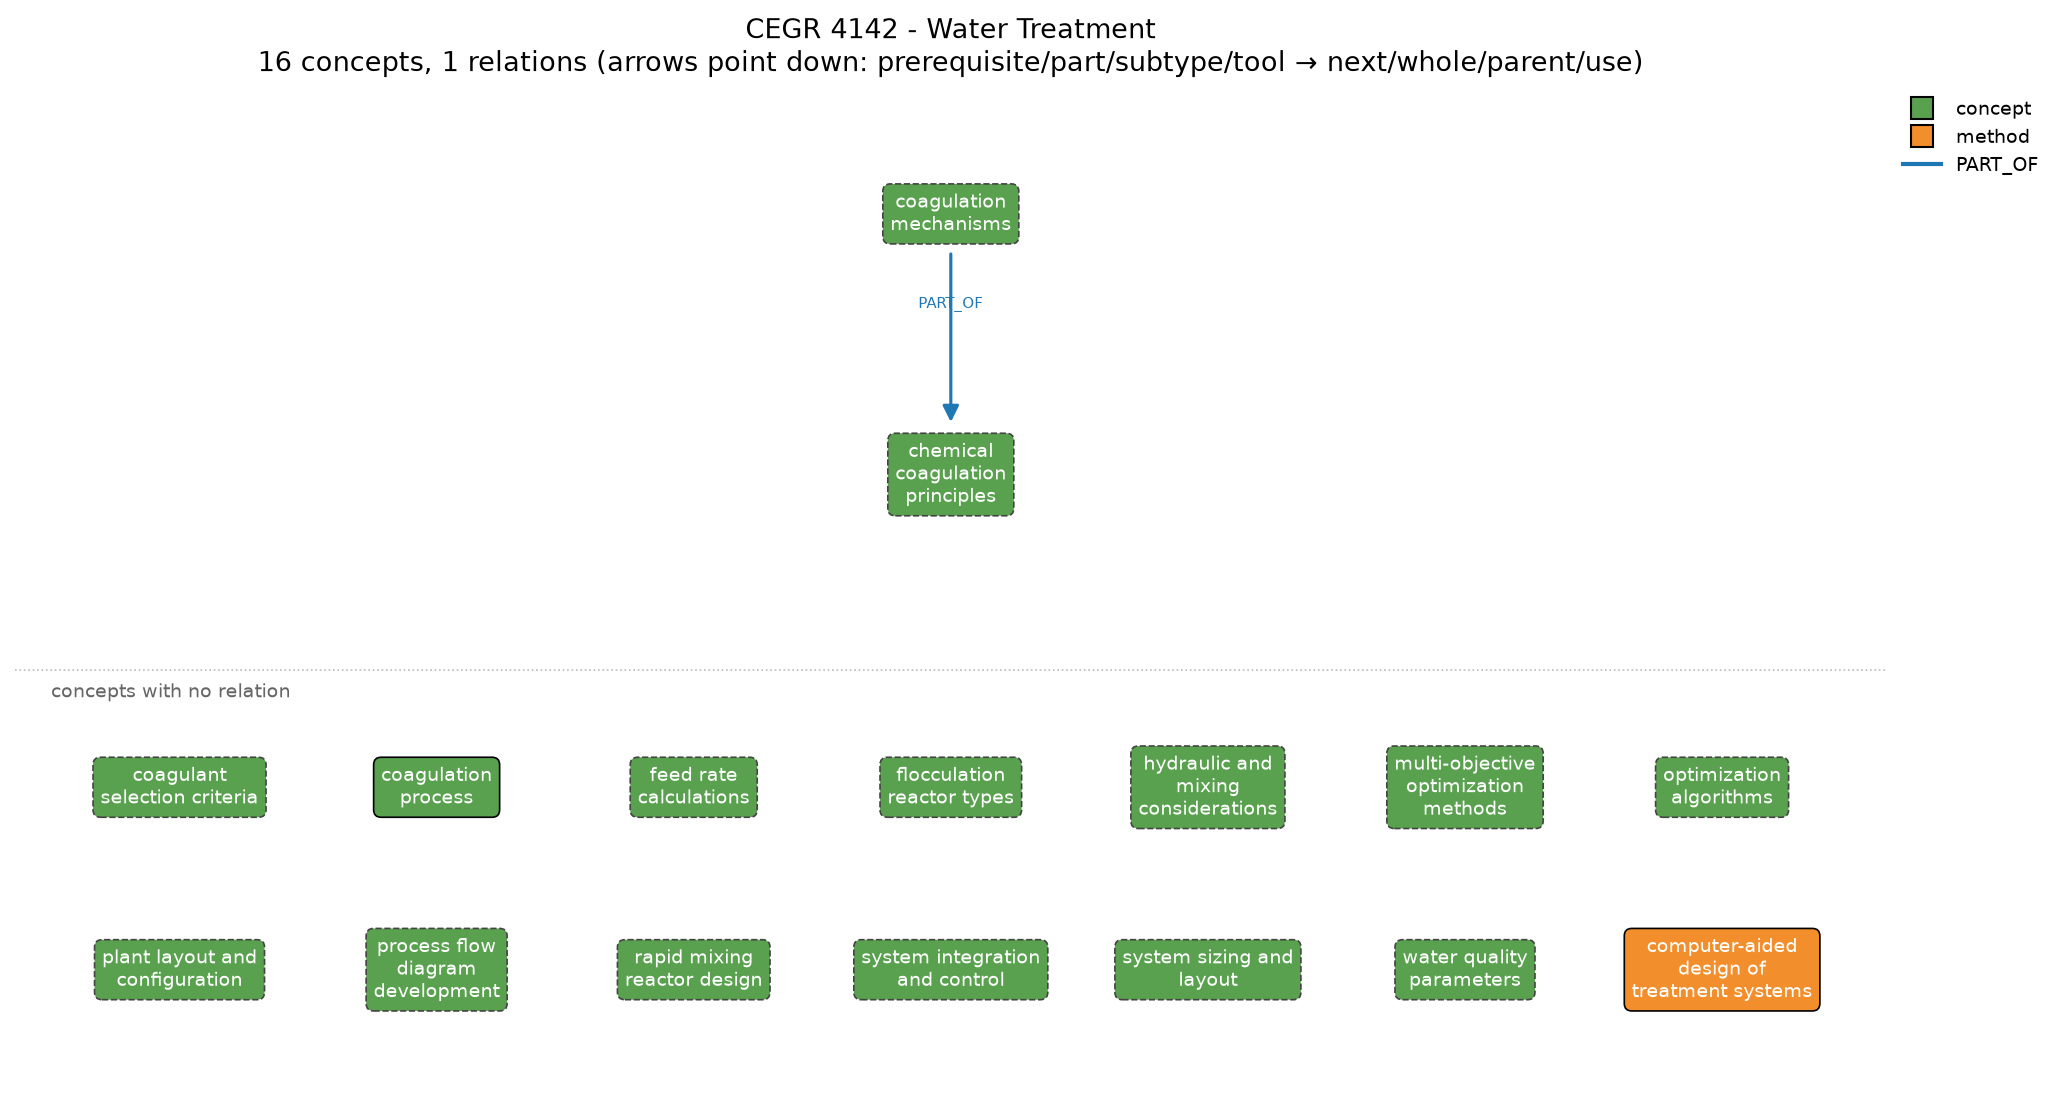 CEGR 4142 - Water Treatment
16 concepts, 1 relations (arrows point down: prerequisite/part/subtype/tool → next/whole/parent/use)
concept
method
PART_OF
coagulation
mechanisms
PART_OF
chemical
coagulation
principles
concepts with no relation
coagulant
selection criteria
coagulation
process
feed rate
calculations
flocculation
reactor types
hydraulic and
mixing
considerations
multi-objective
optimization
methods
optimization
algorithms
plant layout and
configuration
process flow
diagram
development
rapid mixing
reactor design
system integration
and control
system sizing and
layout
water quality
parameters
computer-aided
design of
treatment systems